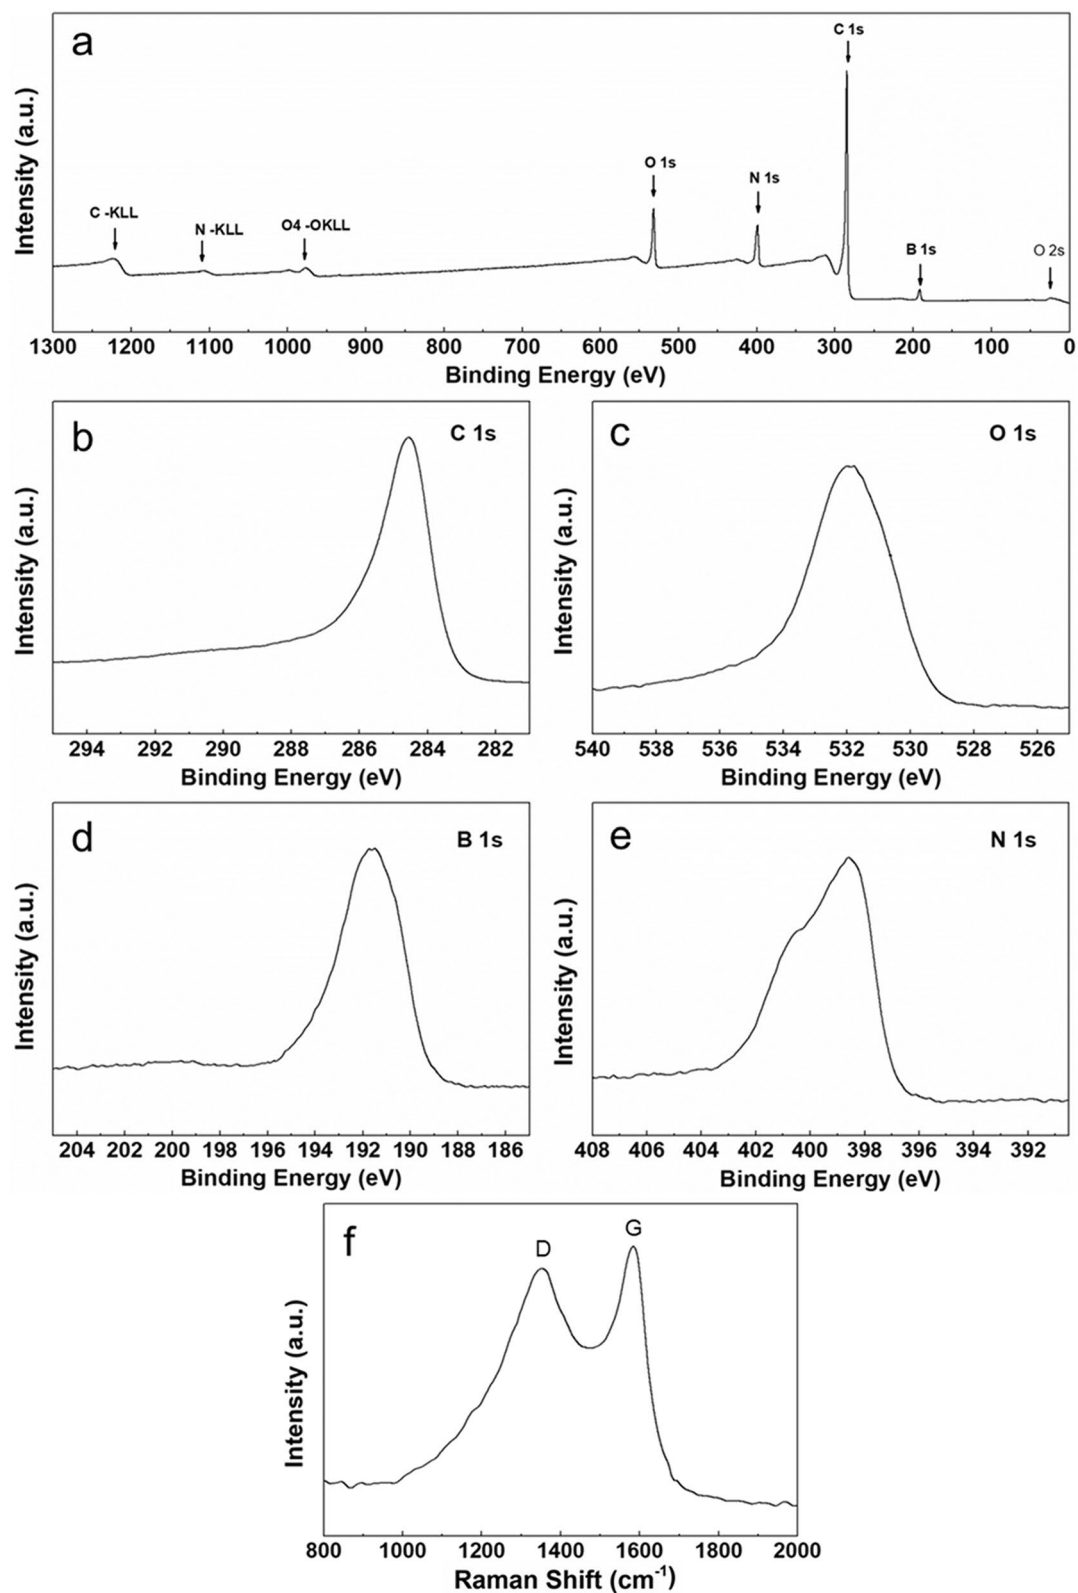 a
C 1s
O 1s
N 1s
C -KLL
N -KLL
O4 -OKLL
B 1s
O 2s
Intensity (a.u.)
1300 1200 1100 1000 900 800 700 600 500 400 300 200 100 0
Binding Energy (eV)
b
C 1s
Intensity (a.u.)
294 292 290 288 286 284 282
Binding Energy (eV)
c
O 1s
Intensity (a.u.)
540 538 536 534 532 530 528 526
Binding Energy (eV)
d
B 1s
Intensity (a.u.)
204 202 200 198 196 194 192 190 188 186
Binding Energy (eV)
e
N 1s
Intensity (a.u.)
408 406 404 402 400 398 396 394 392
Binding Energy (eV)
f
D
G
Intensity (a.u.)
800 1000 1200 1400 1600 1800 2000
Raman Shift (cm⁻¹)